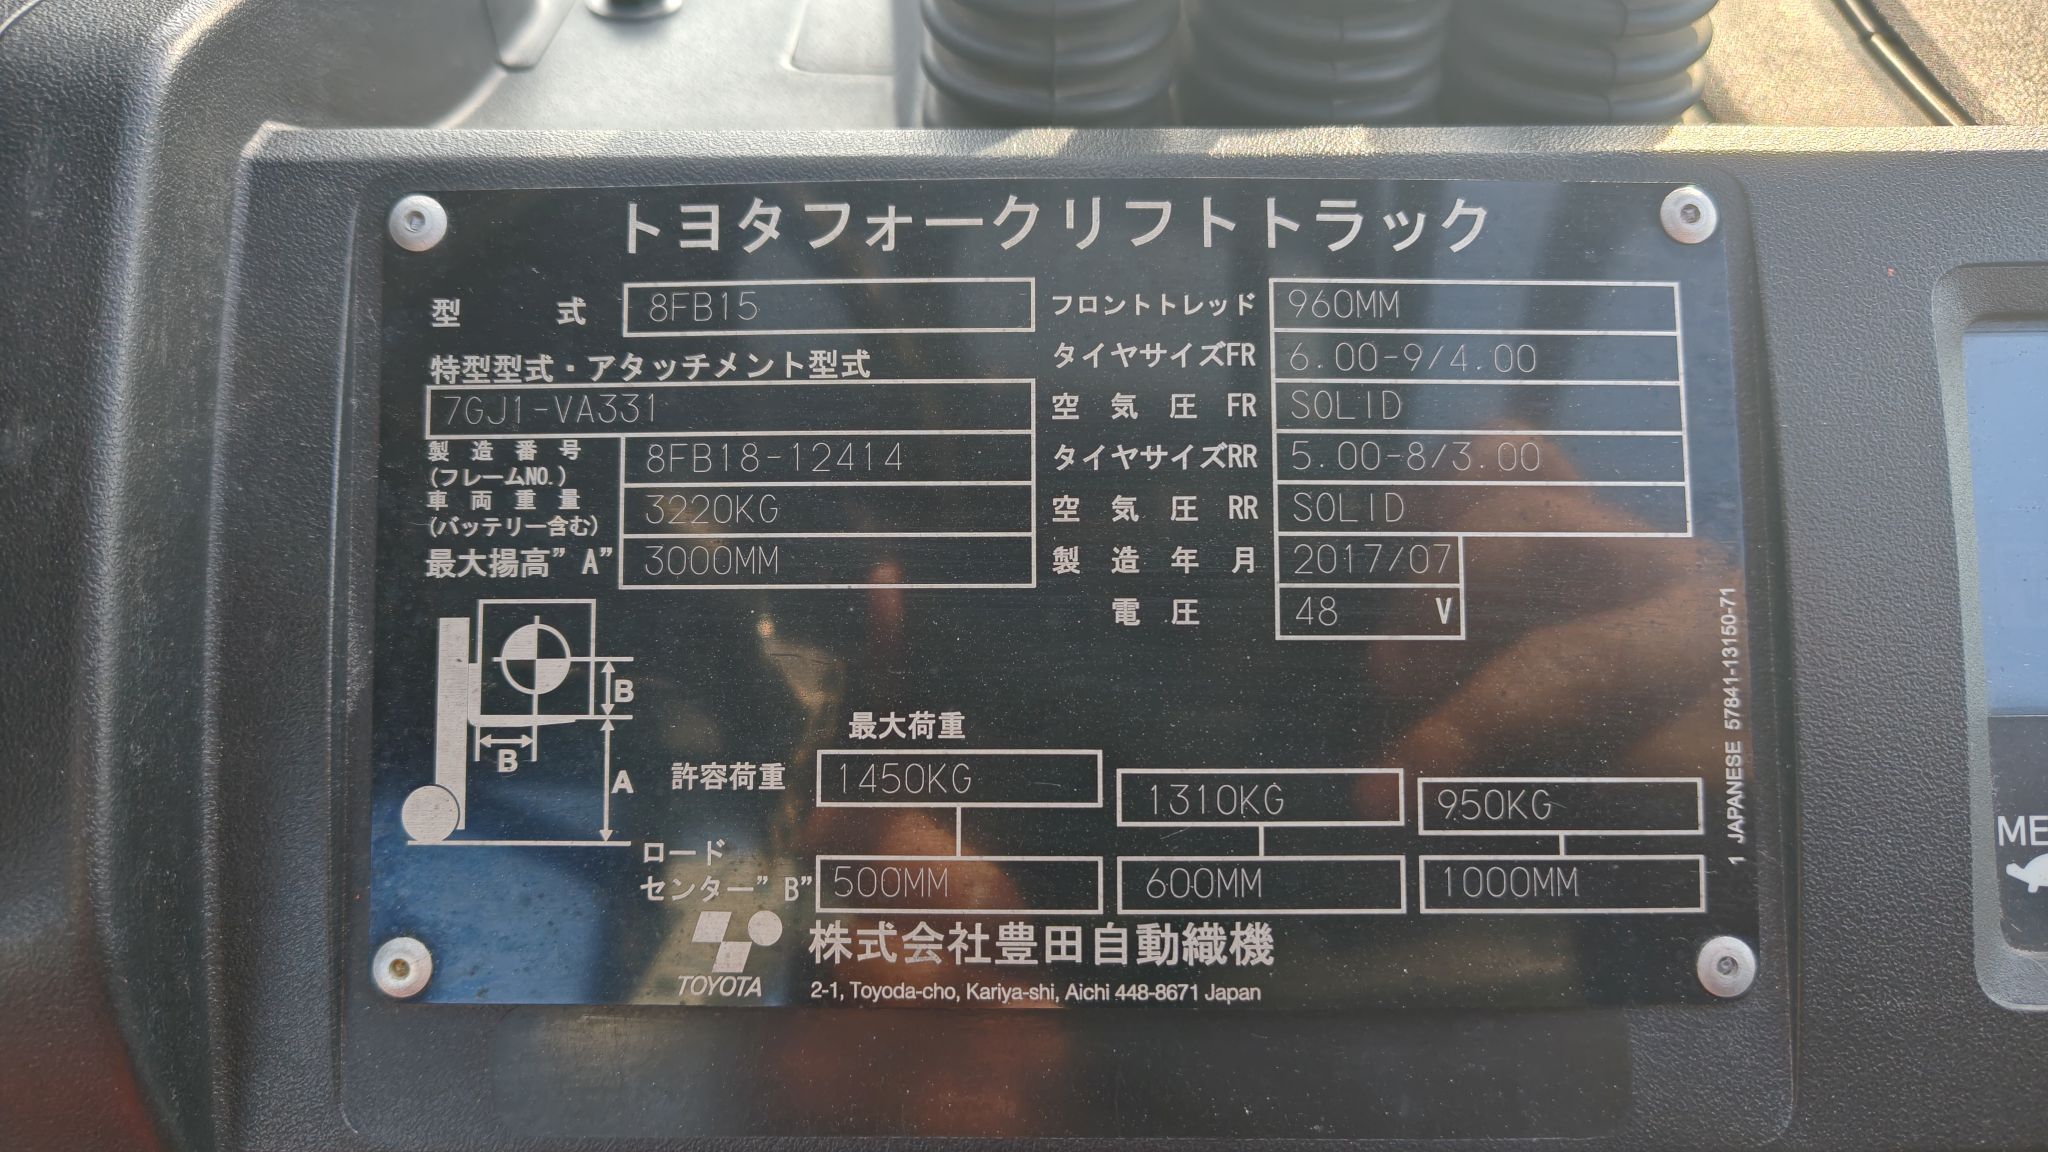 トヨタフォークリフトトラック
型 式 8FB15
特型型式・アタッチメント型式
7GJ1-VA331
製造番号
(フレームNO.) 8FB18-12414
車両重量
(バッテリー含む) 3220KG
最大揚高”A” 3000MM
フロントトレッド 960MM
タイヤサイズFR 6.00-9/4.00
空気圧 FR SOLID
タイヤサイズRR 5.00-8/3.00
空気圧 RR SOLID
製造年月 2017/07
電圧 48 V
B
B
A
最大荷重
許容荷重 1450KG 1310KG 950KG
ロード
センター”B” 500MM 600MM 1000MM
TOYOTA
株式会社豊田自動織機
2-1, Toyoda-cho, Kariya-shi, Aichi 448-8671 Japan
1 JAPANESE 57841-13150-71